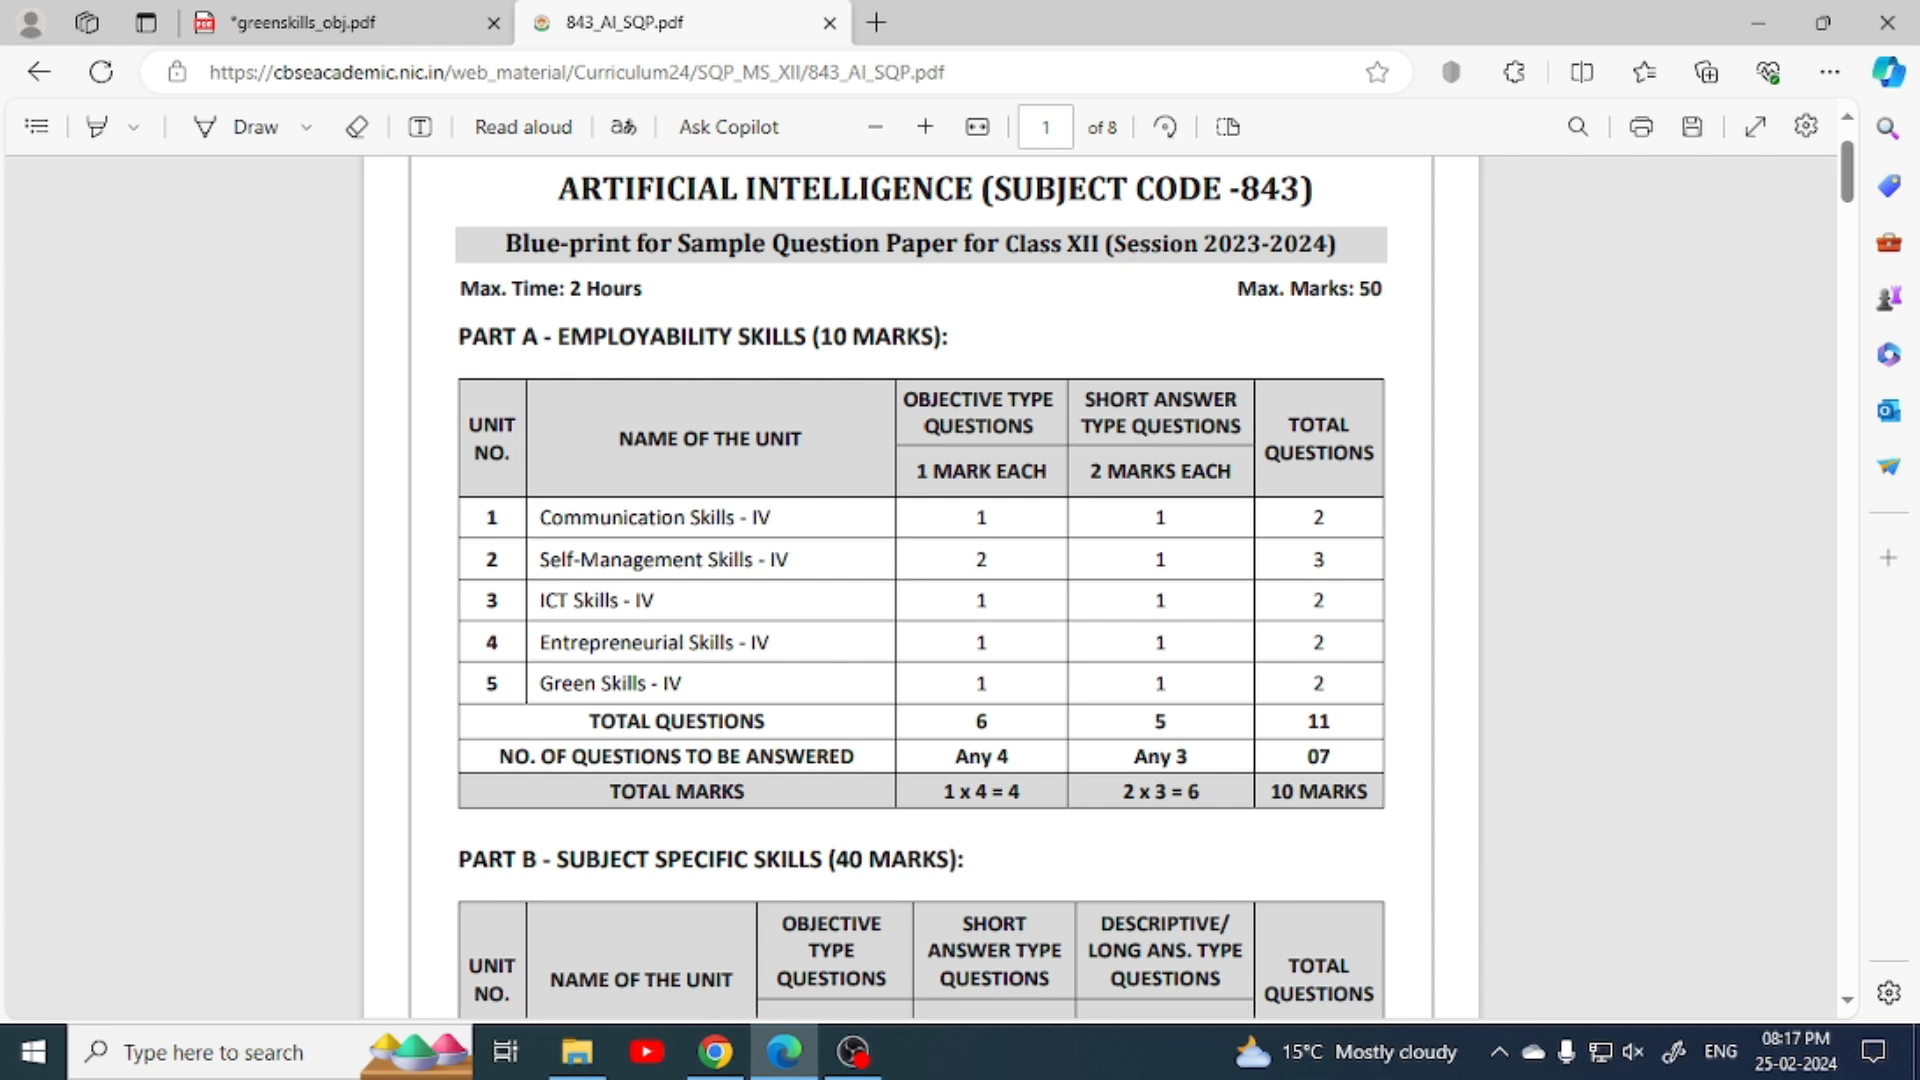 *greenskills_obj.pdf
843_AI_SQP.pdf
https://cbseacademic.nic.in/web_material/Curriculum24/SQP_MS_XII/843_AI_SQP.pdf
Draw Read aloud aあ Ask Copilot 1 of 8
ARTIFICIAL INTELLIGENCE (SUBJECT CODE -843)
Blue-print for Sample Question Paper for Class XII (Session 2023-2024)
Max. Time: 2 Hours Max. Marks: 50
PART A - EMPLOYABILITY SKILLS (10 MARKS):
UNIT NO. NAME OF THE UNIT OBJECTIVE TYPE QUESTIONS SHORT ANSWER TYPE QUESTIONS TOTAL QUESTIONS
1 MARK EACH 2 MARKS EACH
1 Communication Skills - IV 1 1 2
2 Self-Management Skills - IV 2 1 3
3 ICT Skills - IV 1 1 2
4 Entrepreneurial Skills - IV 1 1 2
5 Green Skills - IV 1 1 2
TOTAL QUESTIONS 6 5 11
NO. OF QUESTIONS TO BE ANSWERED Any 4 Any 3 07
TOTAL MARKS 1 x 4 = 4 2 x 3 = 6 10 MARKS
PART B - SUBJECT SPECIFIC SKILLS (40 MARKS):
UNIT NO. NAME OF THE UNIT OBJECTIVE TYPE QUESTIONS SHORT ANSWER TYPE QUESTIONS DESCRIPTIVE/ LONG ANS. TYPE QUESTIONS TOTAL QUESTIONS
Type here to search 15°C Mostly cloudy ENG 08:17 PM
25-02-2024